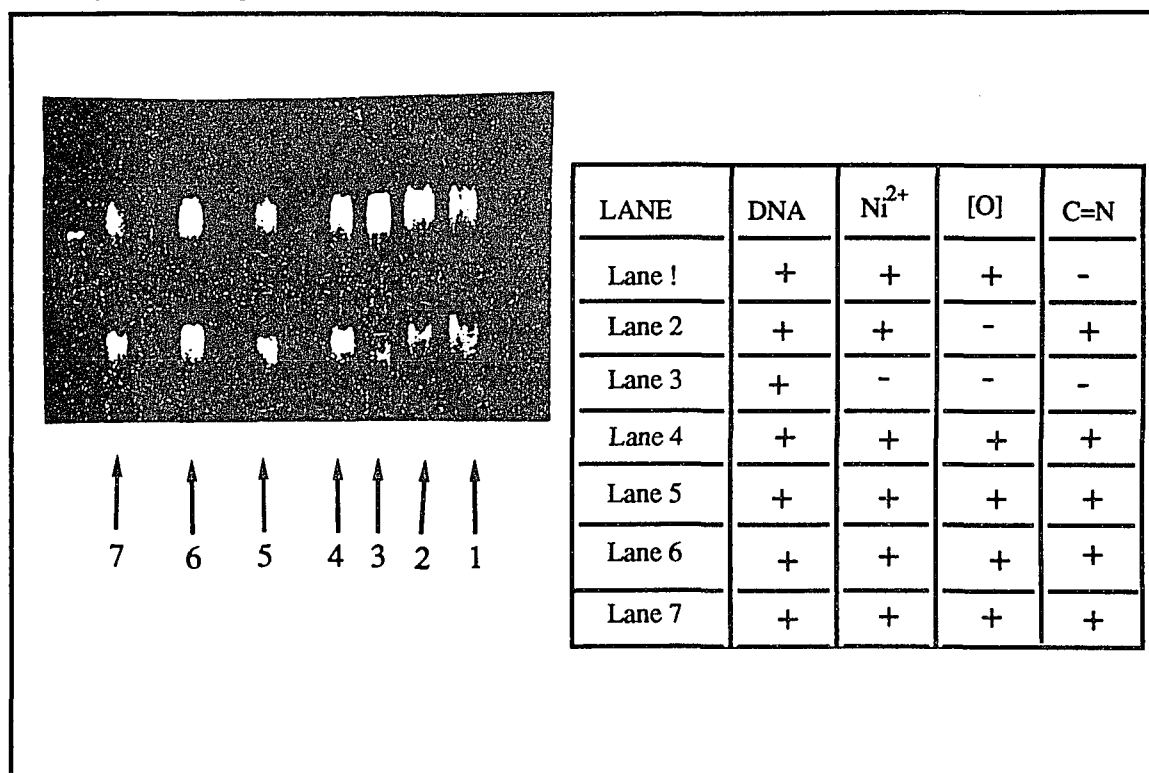 LANE DNA Ni2+ [O] C=N
Lane ! + + + -
Lane 2 + + - +
Lane 3 + - - -
Lane 4 + + + +
Lane 5 + + + +
Lane 6 + + + +
Lane 7 + + + +
7 6 5 4 3 2 1